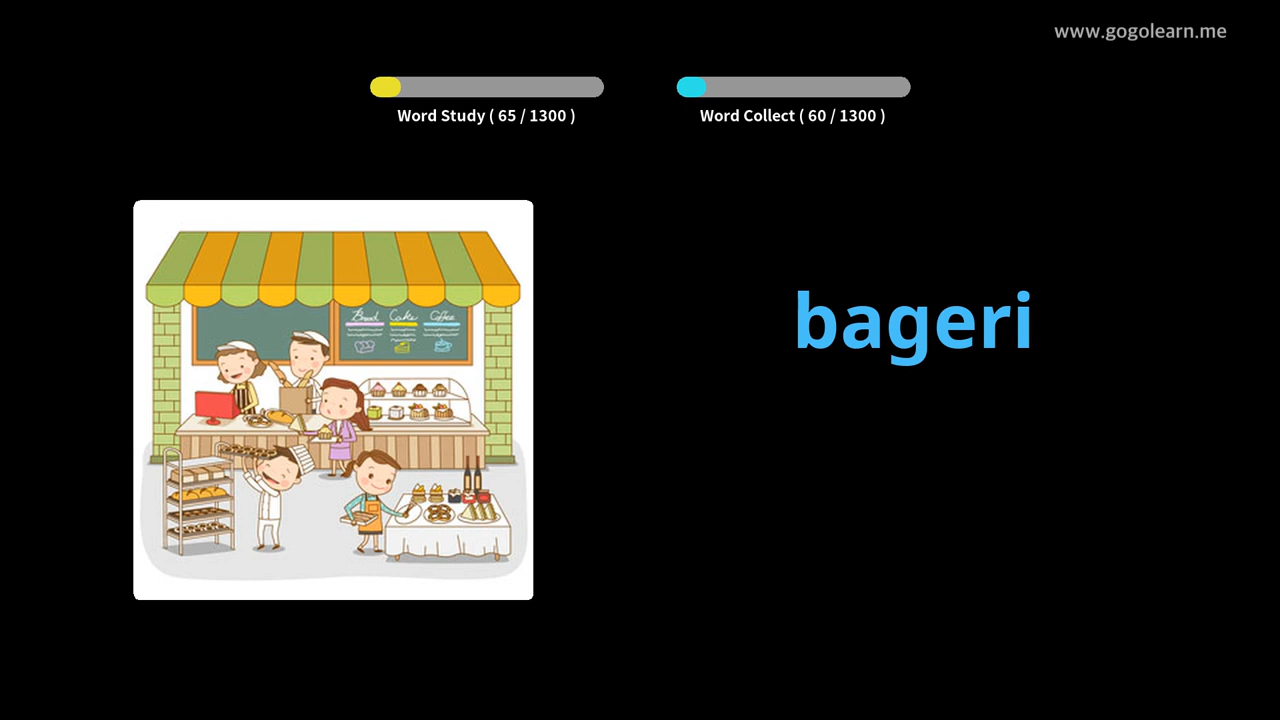 www.gogolearn.me
Word Study ( 65 / 1300 )
Word Collect ( 60 / 1300 )
Bread Cake Coffee
bageri